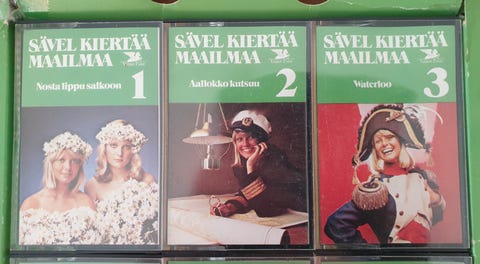 SÄVEL KIERTÄÄ
MAAILMAA
Nosta lippu salkoon 1
SÄVEL KIERTÄÄ
MAAILMAA
Aallokko kutsuu 2
SÄVEL KIERTÄÄ
MAAILMAA
Waterloo 3